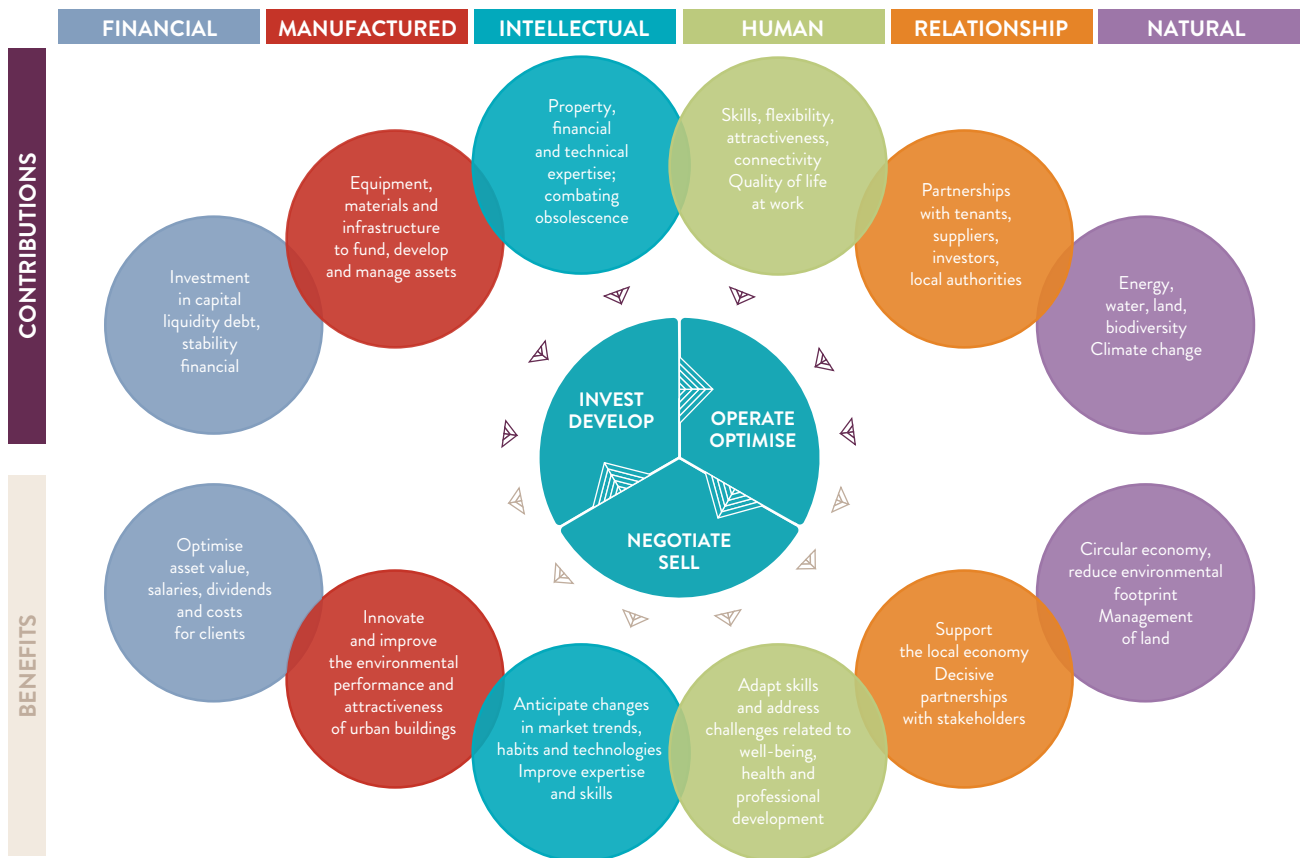 FINANCIAL
MANUFACTURED
INTELLECTUAL
HUMAN
RELATIONSHIP
NATURAL
CONTRIBUTIONS
Investment
in capital
liquidity debt,
stability
financial
Equipment,
materials and
infrastructure
to fund, develop
and manage assets
Property,
financial
and technical
expertise;
combating
obsolescence
Skills, flexibility,
attractiveness,
connectivity
Quality of life
at work
Partnerships
with tenants,
suppliers,
investors,
local authorities
Energy,
water, land,
biodiversity
Climate change
INVEST
DEVELOP
OPERATE
OPTIMISE
NEGOTIATE
SELL
BENEFITS
Optimise
asset value,
salaries, dividends
and costs
for clients
Innovate
and improve
the environmental
performance and
attractiveness
of urban buildings
Anticipate changes
in market trends,
habits and technologies
Improve expertise
and skills
Adapt skills
and address
challenges related to
well-being,
health and
professional
development
Support
the local economy
Decisive
partnerships
with stakeholders
Circular economy,
reduce environmental
footprint
Management
of land